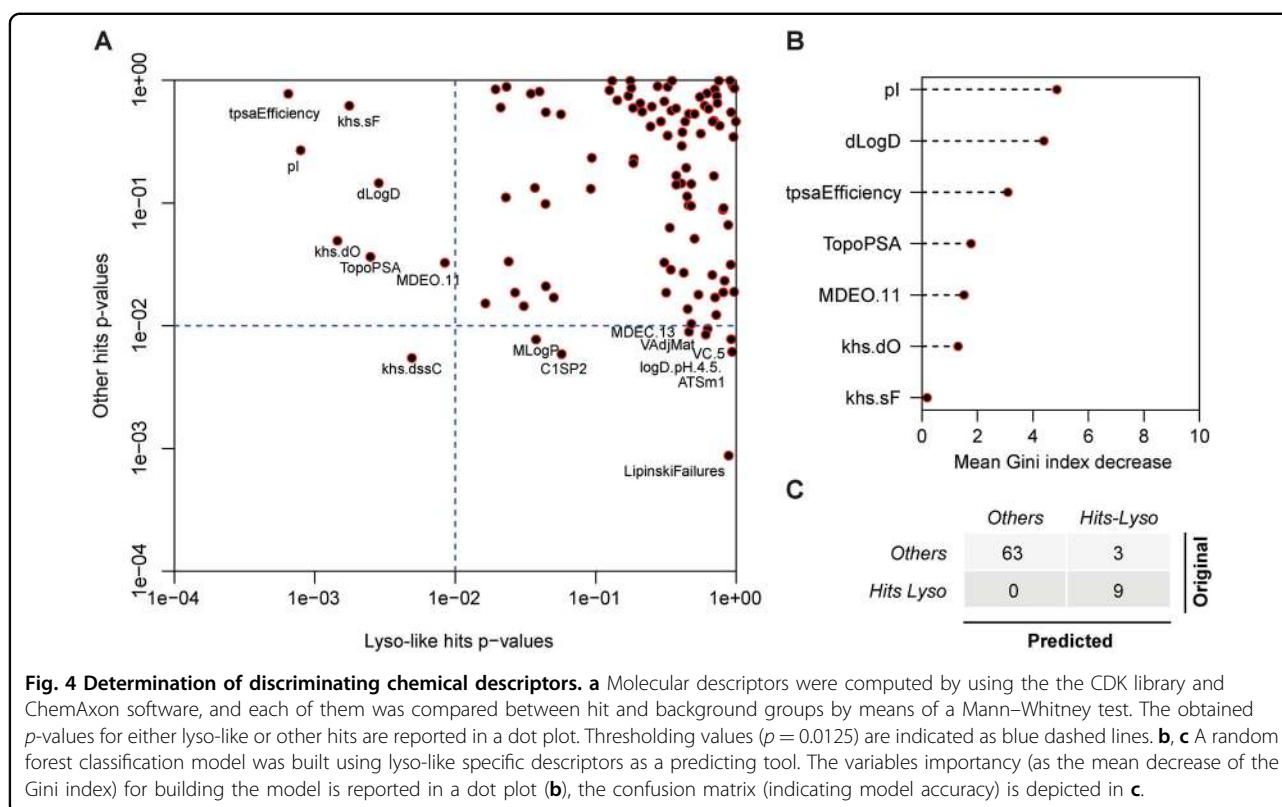 A
Other hits p-values
1e+00
1e-01
1e-02
1e-03
1e-04
tpsaEfficiency
khs.sF
pI
dLogD
khs.dO
TopoPSA
MDEO.11
khs.dssC
MLogP
C1SP2
MDEC.13
VAdjMat
VC.5
logD.pH.4.5.
ATSm1
LipinskiFailures
1e-04
1e-03
1e-02
1e-01
1e+00
Lyso-like hits p-values
B
pI
dLogD
tpsaEfficiency
TopoPSA
MDEO.11
khs.dO
khs.sF
0 2 4 6 8 10
Mean Gini index decrease
C
Others Hits-Lyso
Others 63 3
Hits Lyso 0 9
Original
Predicted
Fig. 4 Determination of discriminating chemical descriptors. a Molecular descriptors were computed by using the the CDK library and
ChemAxon software, and each of them was compared between hit and background groups by means of a Mann–Whitney test. The obtained
p-values for either lyso-like or other hits are reported in a dot plot. Thresholding values (p = 0.0125) are indicated as blue dashed lines. b, c A random
forest classification model was built using lyso-like specific descriptors as a predicting tool. The variables importancy (as the mean decrease of the
Gini index) for building the model is reported in a dot plot (b), the confusion matrix (indicating model accuracy) is depicted in c.